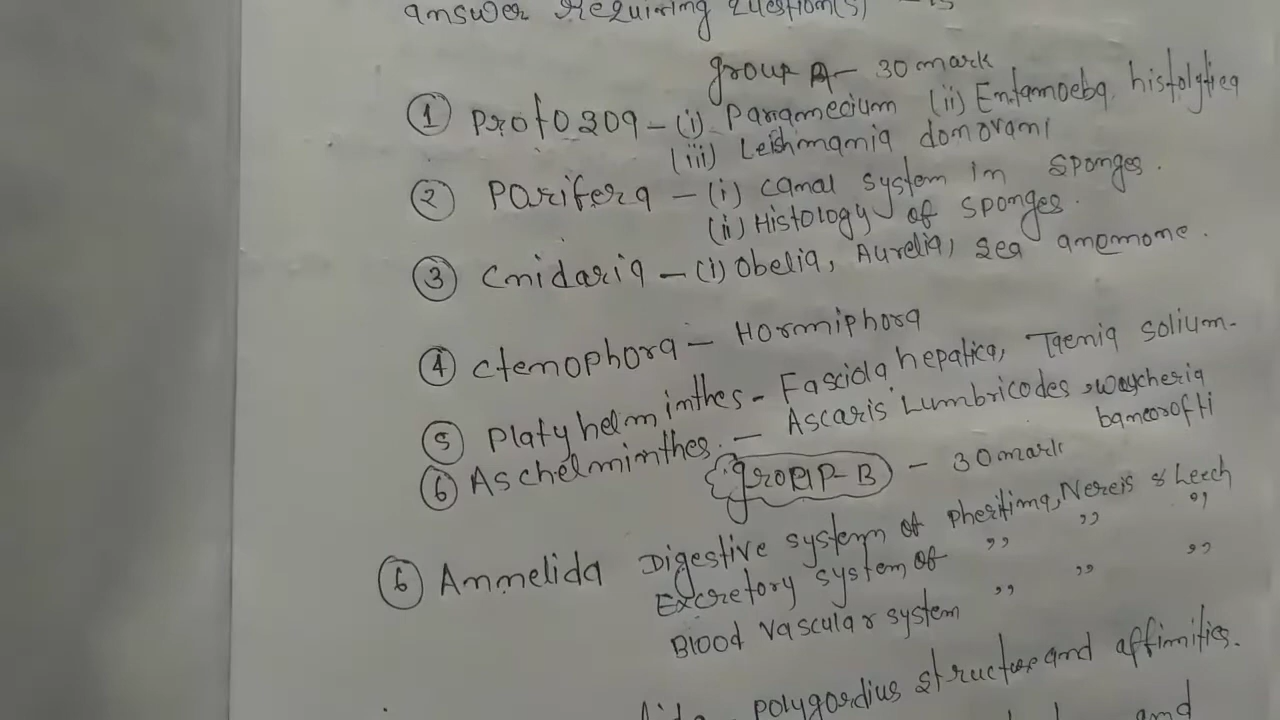 answer Requiring Question(s) - 15
group A - 30 mark
① Protozoa - (i) Paramecium (ii) Entamoeba histolytica
(iii) Leishmania donovani
② Porifera - (i) canal system in sponges.
(ii) Histology of sponges.
③ Cnidaria - (i) Obelia, Aurelia, sea anemone.
④ Ctenophora - Hormiphora
⑤ Platyhelminthes - Fasciola hepatica, Taenia solium.
⑥ Aschelminthes. - Ascaris Lumbricodes, waycheria
bancrofti
group-B - 30 mark
⑥ Annelida Digestive system of Pheritima, Nereis & Leech
Excretory system of ,, ,, ,,
Blood vascular system ,, ,, ,,
polygordius structure and affinities.
and